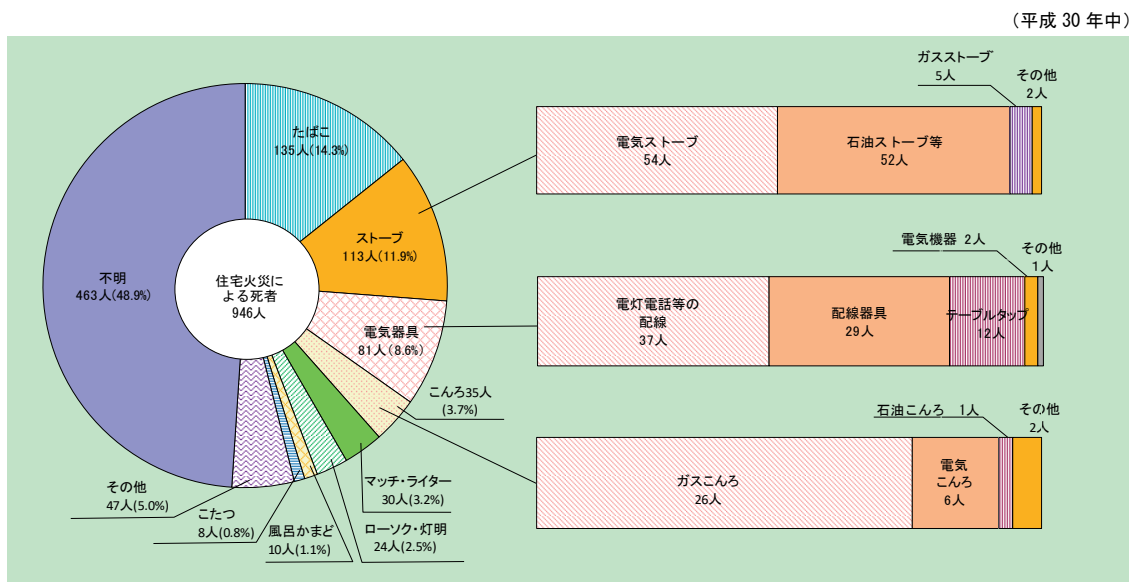 (平成 30 年中)
たばこ
135人(14.3%)
ストーブ
113人(11.9%)
電気器具
81人(8.6%)
こんろ35人
(3.7%)
マッチ・ライター
30人(3.2%)
ローソク・灯明
24人(2.5%)
風呂かまど
10人(1.1%)
こたつ
8人(0.8%)
その他
47人(5.0%)
不明
463人(48.9%)
住宅火災に
よる死者
946人
ガスストーブ
5人
その他
2人
電気ストーブ
54人
石油ストーブ等
52人
電気機器 2人
その他
1人
電灯電話等の
配線
37人
配線器具
29人
テーブルタップ
12人
石油こんろ 1人
その他
2人
ガスこんろ
26人
電気
こんろ
6人